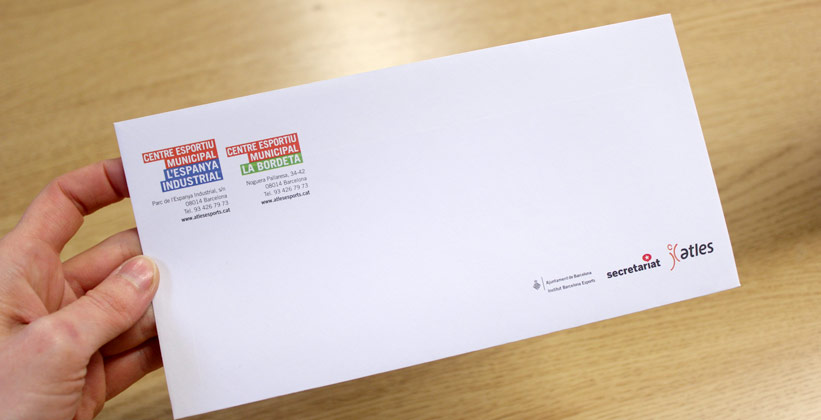 CENTRE ESPORTIU
MUNICIPAL
L'ESPANYA
INDUSTRIAL
Parc de l'Espanya Industrial, s/n
08014 Barcelona
Tel. 93 426 79 73
www.atlesesports.cat
CENTRE ESPORTIU
MUNICIPAL
LA BORDETA
Noguera Pallaresa, 34-42
08014 Barcelona
Tel. 93 426 79 73
www.atlesesports.cat
Ajuntament de Barcelona
Institut Barcelona Esports
secretariat
atles